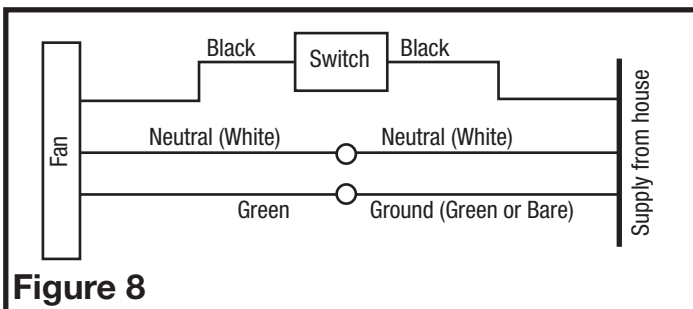 Black
Switch
Black
Neutral (White)
Neutral (White)
Green
Ground (Green or Bare)
Fan
Supply from house
Figure 8